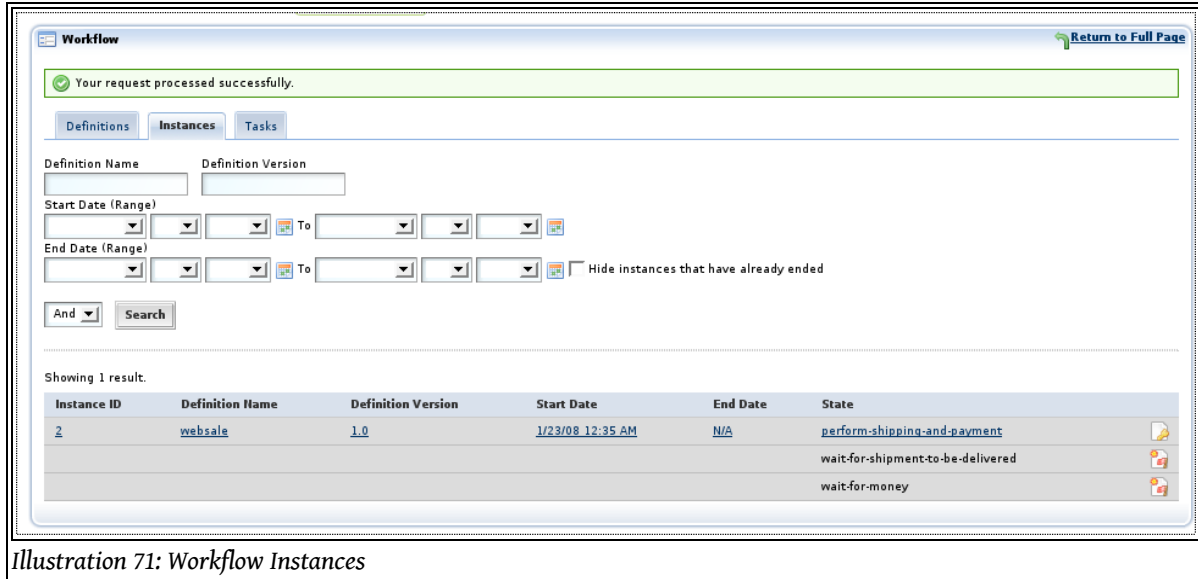 Workflow Return to Full Page
Your request processed successfully.
Definitions Instances Tasks
Definition Name Definition Version
Start Date (Range)
To
End Date (Range)
To Hide instances that have already ended
And Search
Showing 1 result.
Instance ID Definition Name Definition Version Start Date End Date State
2 websale 1.0 1/23/08 12:35 AM N/A perform-shipping-and-payment
wait-for-shipment-to-be-delivered
wait-for-money
Illustration 71: Workflow Instances